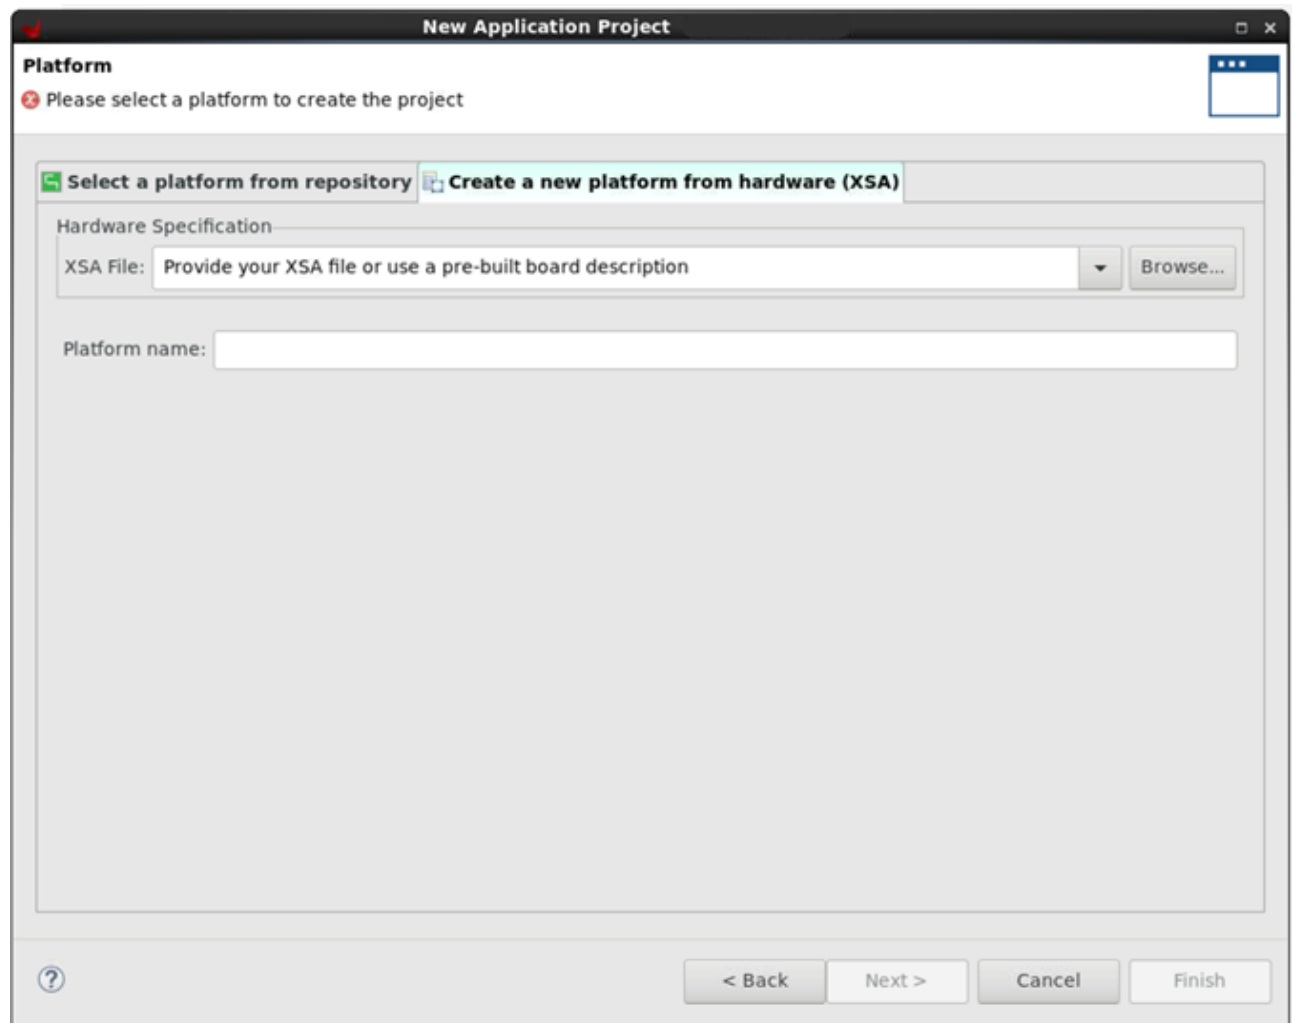 New Application Project
Platform
Please select a platform to create the project
Select a platform from repository
Create a new platform from hardware (XSA)
Hardware Specification
XSA File: Provide your XSA file or use a pre-built board description Browse...
Platform name:
? < Back Next > Cancel Finish